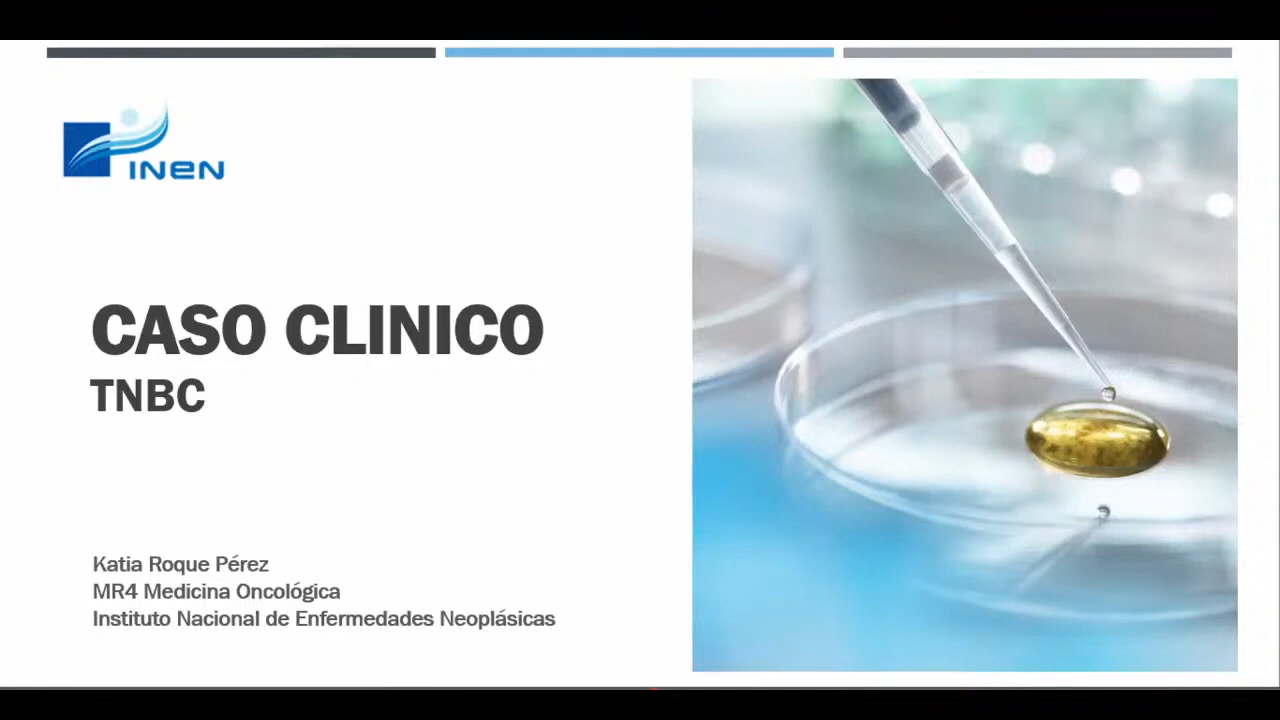 INEN
CASO CLINICO
TNBC
Katia Roque Pérez
MR4 Medicina Oncológica
Instituto Nacional de Enfermedades Neoplásicas